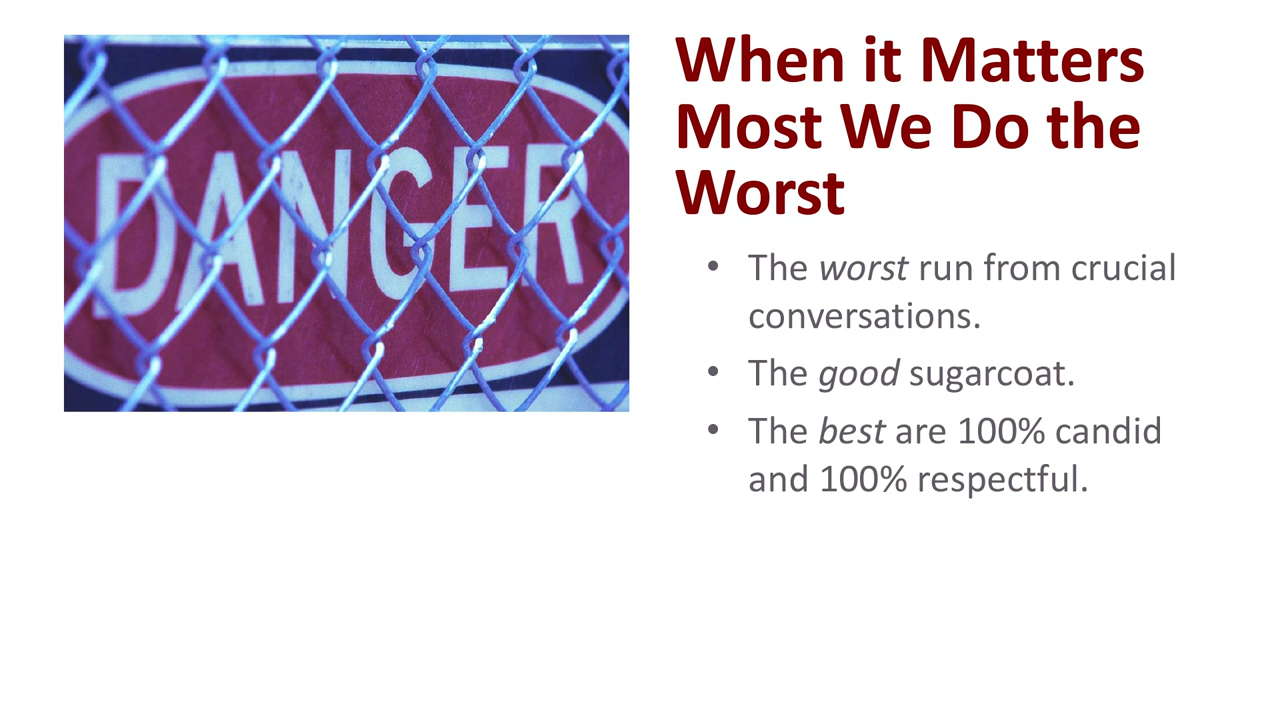 DANGER
When it Matters
Most We Do the
Worst
• The worst run from crucial
conversations.
• The good sugarcoat.
• The best are 100% candid
and 100% respectful.